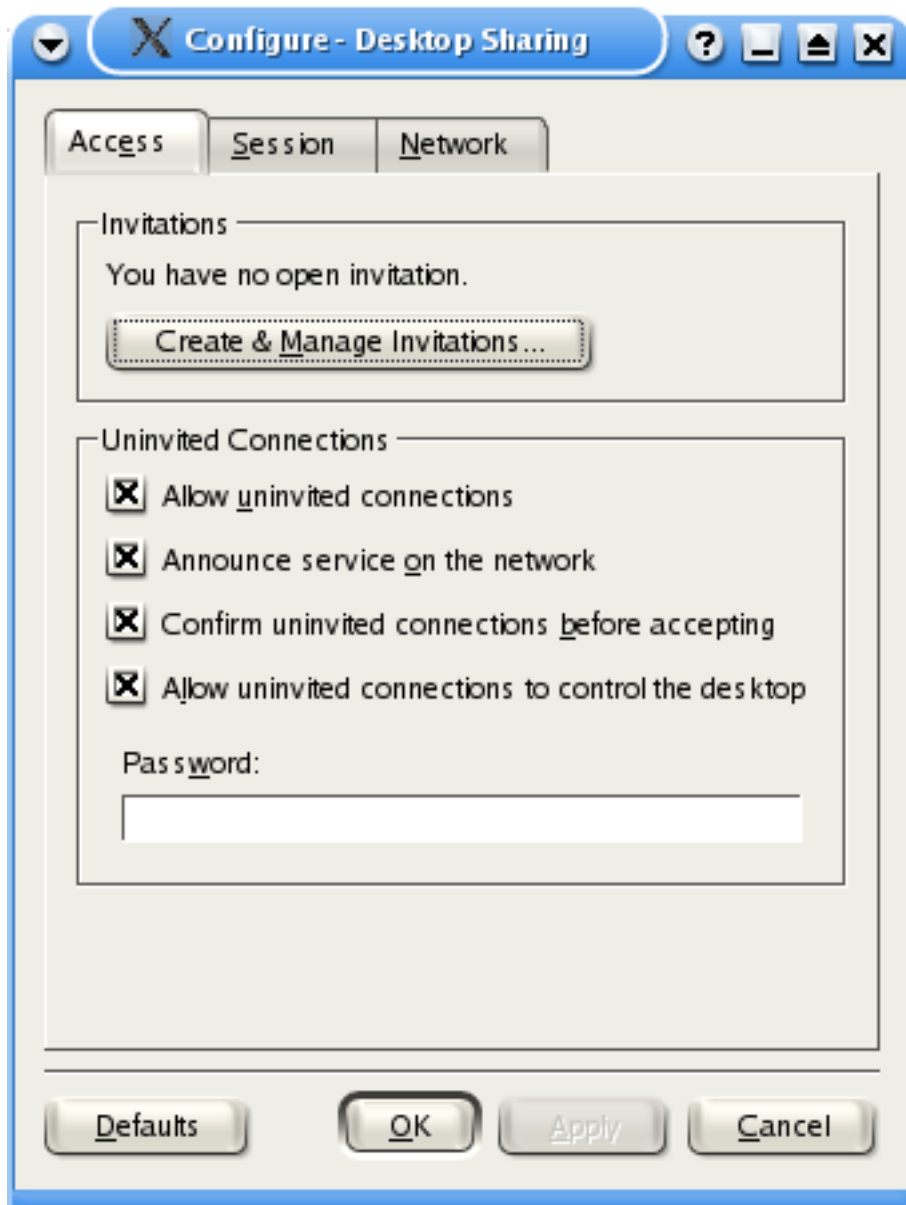 Configure - Desktop Sharing
Access
Session
Network
Invitations
You have no open invitation.
Create & Manage Invitations...
Uninvited Connections
Allow uninvited connections
Announce service on the network
Confirm uninvited connections before accepting
Allow uninvited connections to control the desktop
Password:
Defaults
OK
Apply
Cancel